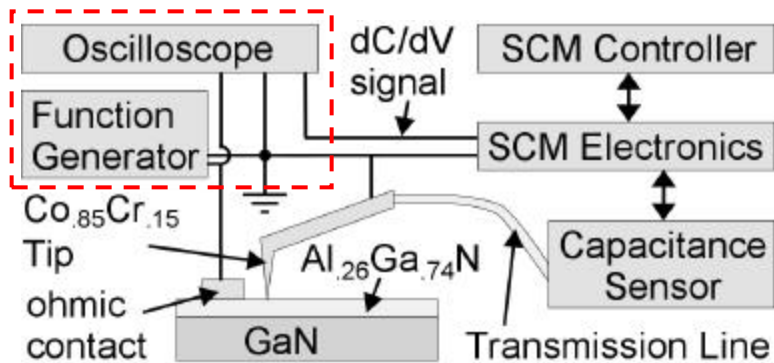 Oscilloscope
dC/dV
signal
SCM Controller
Function
Generator
SCM Electronics
Co.85Cr.15
Tip
Al.26Ga.74N
Capacitance
Sensor
ohmic
contact
GaN
Transmission Line